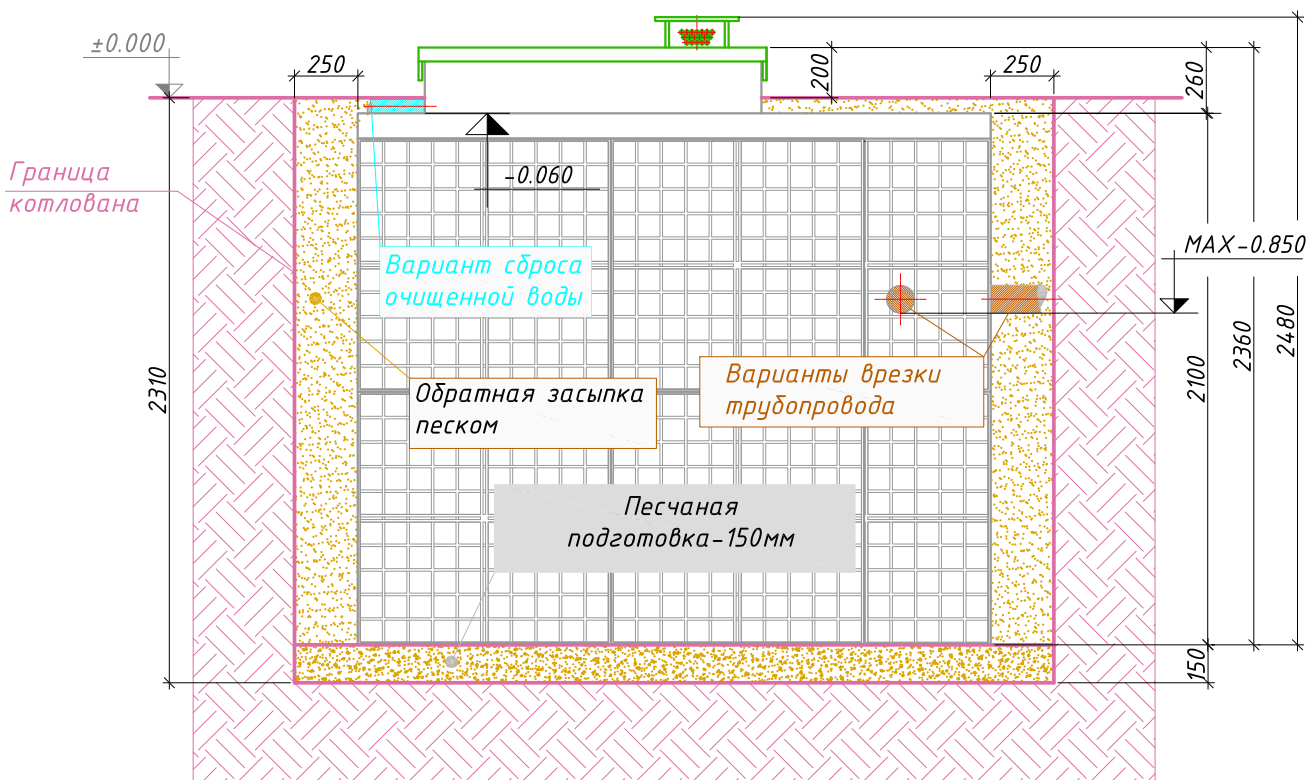 ±0.000
250
200
250
260
Граница
котлована
-0.060
MAX-0.850
Вариант сброса
очищенной воды
2310
Обратная засыпка
песком
Варианты врезки
трубопровода
2100
2360
2480
Песчаная
подготовка-150мм
150